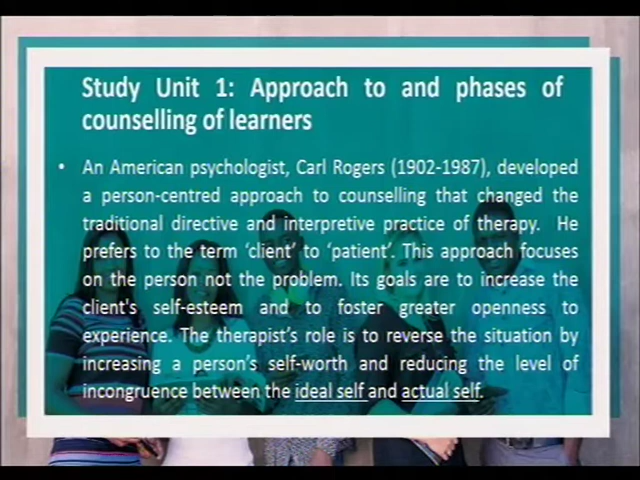 Study Unit 1: Approach to and phases of
counselling of learners
• An American psychologist, Carl Rogers (1902-1987), developed
a person-centred approach to counselling that changed the
traditional directive and interpretive practice of therapy. He
prefers to the term 'client' to 'patient'. This approach focuses
on the person not the problem. Its goals are to increase the
client's self-esteem and to foster greater openness to
experience. The therapist's role is to reverse the situation by
increasing a person's self-worth and reducing the level of
incongruence between the ideal self and actual self.